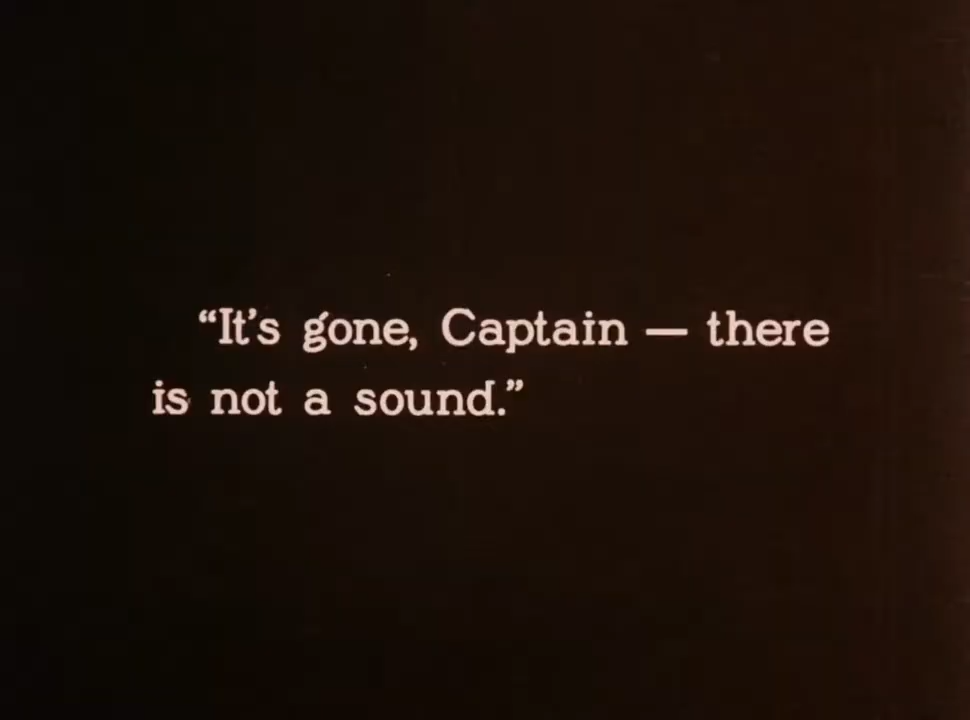 “It's gone, Captain — there
is not a sound.”